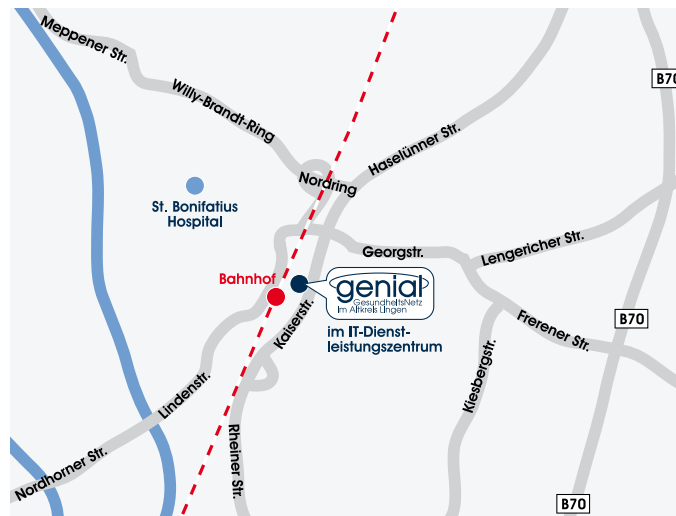 Meppener Str.
B70
Willy-Brandt-Ring
Haselünner Str.
Nordring
St. Bonifatius
Hospital
Georgstr.
Lengericher Str.
Bahnhof
genial
GesundheitsNetz
im Altkreis Lingen
Kaiserstr.
im IT-Dienst-
leistungszentrum
Frerener Str.
B70
Kiesbergstr.
Lindenstr.
Rheiner Str.
Nordhorner Str.
B70